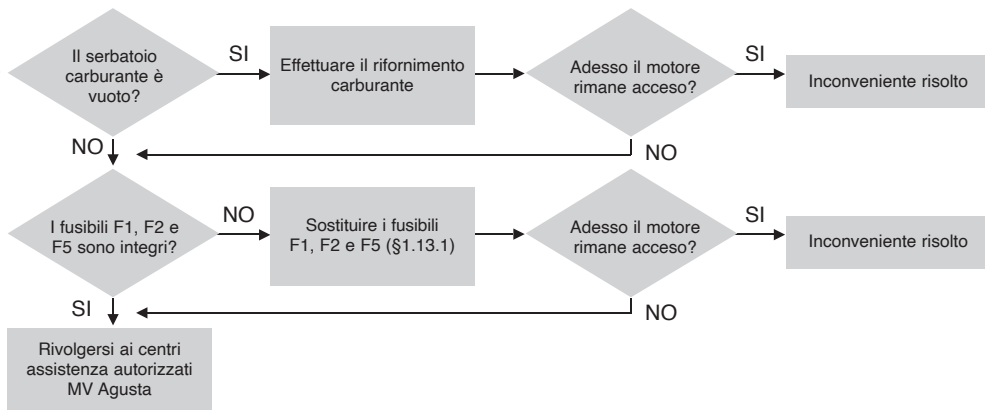 Il serbatoio
carburante è
vuoto?
SI
Effettuare il rifornimento
carburante
Adesso il motore
rimane acceso?
SI
Inconveniente risolto
NO
NO
I fusibili F1, F2 e
F5 sono integri?
NO
Sostituire i fusibili
F1, F2 e F5 (§1.13.1)
Adesso il motore
rimane acceso?
SI
Inconveniente risolto
SI
NO
Rivolgersi ai centri
assistenza autorizzati
MV Agusta